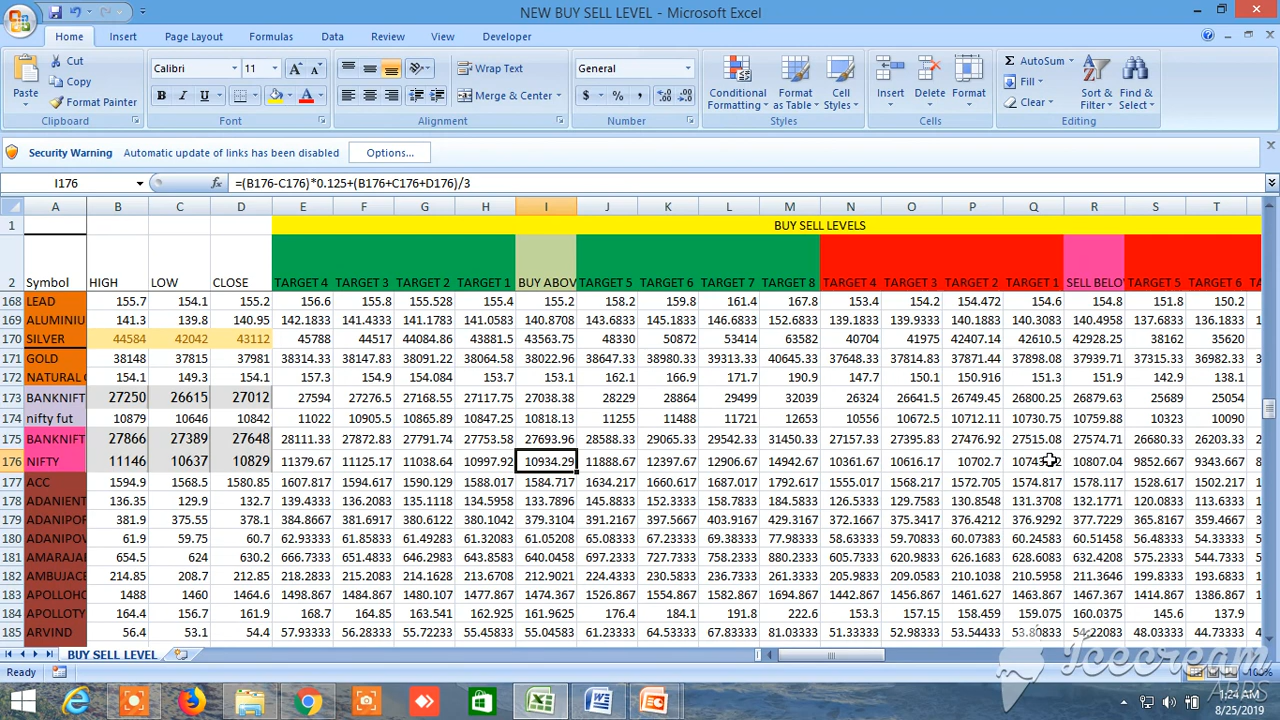 NEW BUY SELL LEVEL - Microsoft Excel
Home Insert Page Layout Formulas Data Review View Developer
Paste
Cut
Copy
Format Painter
Calibri 11
B I U
Wrap Text
Merge & Center
General
$ % ,
Conditional Formatting
Format as Table
Cell Styles
Insert Delete Format
AutoSum
Fill
Clear
Sort & Filter
Find & Select
Clipboard Font Alignment Number Styles Cells Editing
Security Warning Automatic update of links has been disabled Options...
I176 fx =(B176-C176)*0.125+(B176+C176+D176)/3
A B C D E F G H I J K L M N O P Q R S T
1 BUY SELL LEVELS
2 Symbol HIGH LOW CLOSE TARGET 4 TARGET 3 TARGET 2 TARGET 1 BUY ABOV TARGET 5 TARGET 6 TARGET 7 TARGET 8 TARGET 4 TARGET 3 TARGET 2 TARGET 1 SELL BELO TARGET 5 TARGET 6
168 LEAD 155.7 154.1 155.2 156.6 155.8 155.528 155.4 155.2 158.2 159.8 161.4 167.8 153.4 154.2 154.472 154.6 154.8 151.8 150.2
169 ALUMINIU 141.3 139.8 140.95 142.1833 141.4333 141.1783 141.0583 140.8708 143.6833 145.1833 146.6833 152.6833 139.1833 139.9333 140.1883 140.3083 140.4958 137.6833 136.1833
170 SILVER 44584 42042 43112 45788 44517 44084.86 43881.5 43563.75 48330 50872 53414 63582 40704 41975 42407.14 42610.5 42928.25 38162 35620
171 GOLD 38148 37815 37981 38314.33 38147.83 38091.22 38064.58 38022.96 38647.33 38980.33 39313.33 40645.33 37648.33 37814.83 37871.44 37898.08 37939.71 37315.33 36982.33
172 NATURAL 154.1 149.3 154.1 157.3 154.9 154.084 153.7 153.1 162.1 166.9 171.7 190.9 147.7 150.1 150.916 151.3 151.9 142.9 138.1
173 BANKNIFT 27250 26615 27012 27594 27276.5 27168.55 27117.75 27038.38 28229 28864 29499 32039 26324 26641.5 26749.45 26800.25 26879.63 25689 25054
174 nifty fut 10879 10646 10842 11022 10905.5 10865.89 10847.25 10818.13 11255 11488 11721 12653 10556 10672.5 10712.11 10730.75 10759.88 10323 10090
175 BANKNIFT 27866 27389 27648 28111.33 27872.83 27791.74 27753.58 27693.96 28588.33 29065.33 29542.33 31450.33 27157.33 27395.83 27476.92 27515.08 27574.71 26680.33 26203.33
176 NIFTY 11146 10637 10829 11379.67 11125.17 11038.64 10997.92 10934.29 11888.67 12397.67 12906.67 14942.67 10361.67 10616.17 10702.7 10807.04 9852.667
177 ACC 1594.9 1568.5 1580.85 1607.817 1594.617 1590.129 1588.017 1584.717 1634.217 1660.617 1687.017 1792.617 1555.017 1568.217 1572.705 1574.817 1578.117 1528.617 1502.217
178 ADANIENT 136.35 129.9 132.7 139.4333 136.2083 135.1118 134.5958 133.7896 145.8833 152.3333 158.7833 184.5833 126.5333 129.7583 130.8548 131.3708 132.1771 120.0833 113.6333
179 ADANIPOR 381.9 375.55 378.1 384.8667 381.6917 380.6122 380.1042 379.3104 391.2167 397.5667 403.9167 429.3167 372.1667 375.3417 376.4212 376.9292 377.7229 365.8167 359.4667
180 ADANIPOW 61.9 59.75 60.7 62.93333 61.85833 61.49283 61.32083 61.05208 65.08333 67.23333 69.38333 77.98333 58.63333 59.70833 60.07383 60.24583 60.51458 56.48333 54.33333
181 AMARAJAB 654.5 624 630.2 666.7333 651.4833 646.2983 643.8583 640.0458 697.2333 727.7333 758.2333 880.2333 605.7333 620.9833 626.1683 628.6083 632.4208 575.2333 544.7333
182 AMBUJACE 214.85 208.7 212.85 218.2833 215.2083 214.1628 213.6708 212.9021 224.4333 230.5833 236.7333 261.3333 205.9833 209.0583 210.1038 210.5958 211.3646 199.8333 193.6833
183 APOLLOHO 1488 1460 1464.6 1498.867 1484.867 1480.107 1477.867 1474.367 1526.867 1554.867 1582.867 1694.867 1442.867 1456.867 1461.627 1463.867 1467.367 1414.867 1386.867
184 APOLLOTY 164.4 156.7 161.9 168.7 164.85 163.541 162.925 161.9625 176.4 184.1 191.8 222.6 153.3 157.15 158.459 159.075 160.0375 145.6 137.9
185 ARVIND 56.4 53.1 54.4 57.93333 56.28333 55.72233 55.45833 55.04583 61.23333 64.53333 67.83333 81.03333 51.33333 52.98333 53.54433 53.80833 54.22083 48.03333 44.73333
BUY SELL LEVEL
Ready 100%
Icecream
APPS
1:24 AM
8/25/2019